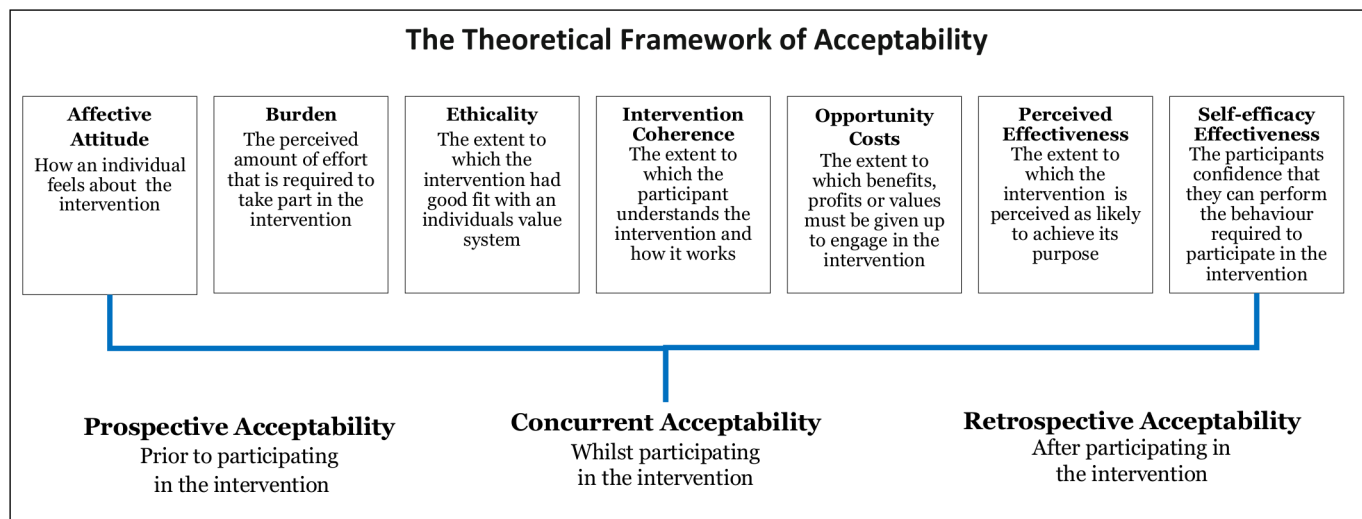 The Theoretical Framework of Acceptability
Affective
Attitude
How an individual
feels about the
intervention
Burden
The perceived
amount of effort
that is required to
take part in the
intervention
Ethicality
The extent to
which the
intervention had
good fit with an
individuals value
system
Intervention
Coherence
The extent to
which the
participant
understands the
intervention and
how it works
Opportunity
Costs
The extent to
which benefits,
profits or values
must be given up
to engage in the
intervention
Perceived
Effectiveness
The extent to
which the
intervention is
perceived as likely
to achieve its
purpose
Self-efficacy
Effectiveness
The participants
confidence that
they can perform
the behaviour
required to
participate in the
intervention
Prospective Acceptability
Prior to participating
in the intervention
Concurrent Acceptability
Whilst participating
in the intervention
Retrospective Acceptability
After participating in
the intervention